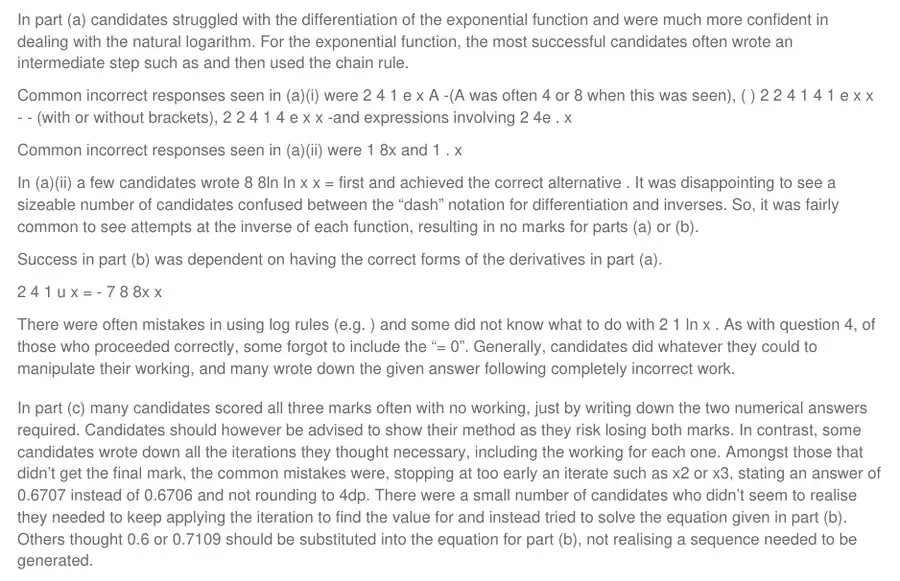 In part (a) candidates struggled with the differentiation of the exponential function and were much more confident in
dealing with the natural logarithm. For the exponential function, the most successful candidates often wrote an
intermediate step such as and then used the chain rule.
Common incorrect responses seen in (a)(i) were 2 4 1 e x A -(A was often 4 or 8 when this was seen), ( ) 2 2 4 1 4 1 e x x
- - (with or without brackets), 2 2 4 1 4 e x x -and expressions involving 2 4e . x
Common incorrect responses seen in (a)(ii) were 1 8x and 1 . x
In (a)(ii) a few candidates wrote 8 8ln ln x x = first and achieved the correct alternative . It was disappointing to see a
sizeable number of candidates confused between the “dash” notation for differentiation and inverses. So, it was fairly
common to see attempts at the inverse of each function, resulting in no marks for parts (a) or (b).
Success in part (b) was dependent on having the correct forms of the derivatives in part (a).
2 4 1 u x = - 7 8 8x x
There were often mistakes in using log rules (e.g. ) and some did not know what to do with 2 1 ln x . As with question 4, of
those who proceeded correctly, some forgot to include the “= 0”. Generally, candidates did whatever they could to
manipulate their working, and many wrote down the given answer following completely incorrect work.
In part (c) many candidates scored all three marks often with no working, just by writing down the two numerical answers
required. Candidates should however be advised to show their method as they risk losing both marks. In contrast, some
candidates wrote down all the iterations they thought necessary, including the working for each one. Amongst those that
didn’t get the final mark, the common mistakes were, stopping at too early an iterate such as x2 or x3, stating an answer of
0.6707 instead of 0.6706 and not rounding to 4dp. There were a small number of candidates who didn’t seem to realise
they needed to keep applying the iteration to find the value for and instead tried to solve the equation given in part (b).
Others thought 0.6 or 0.7109 should be substituted into the equation for part (b), not realising a sequence needed to be
generated.